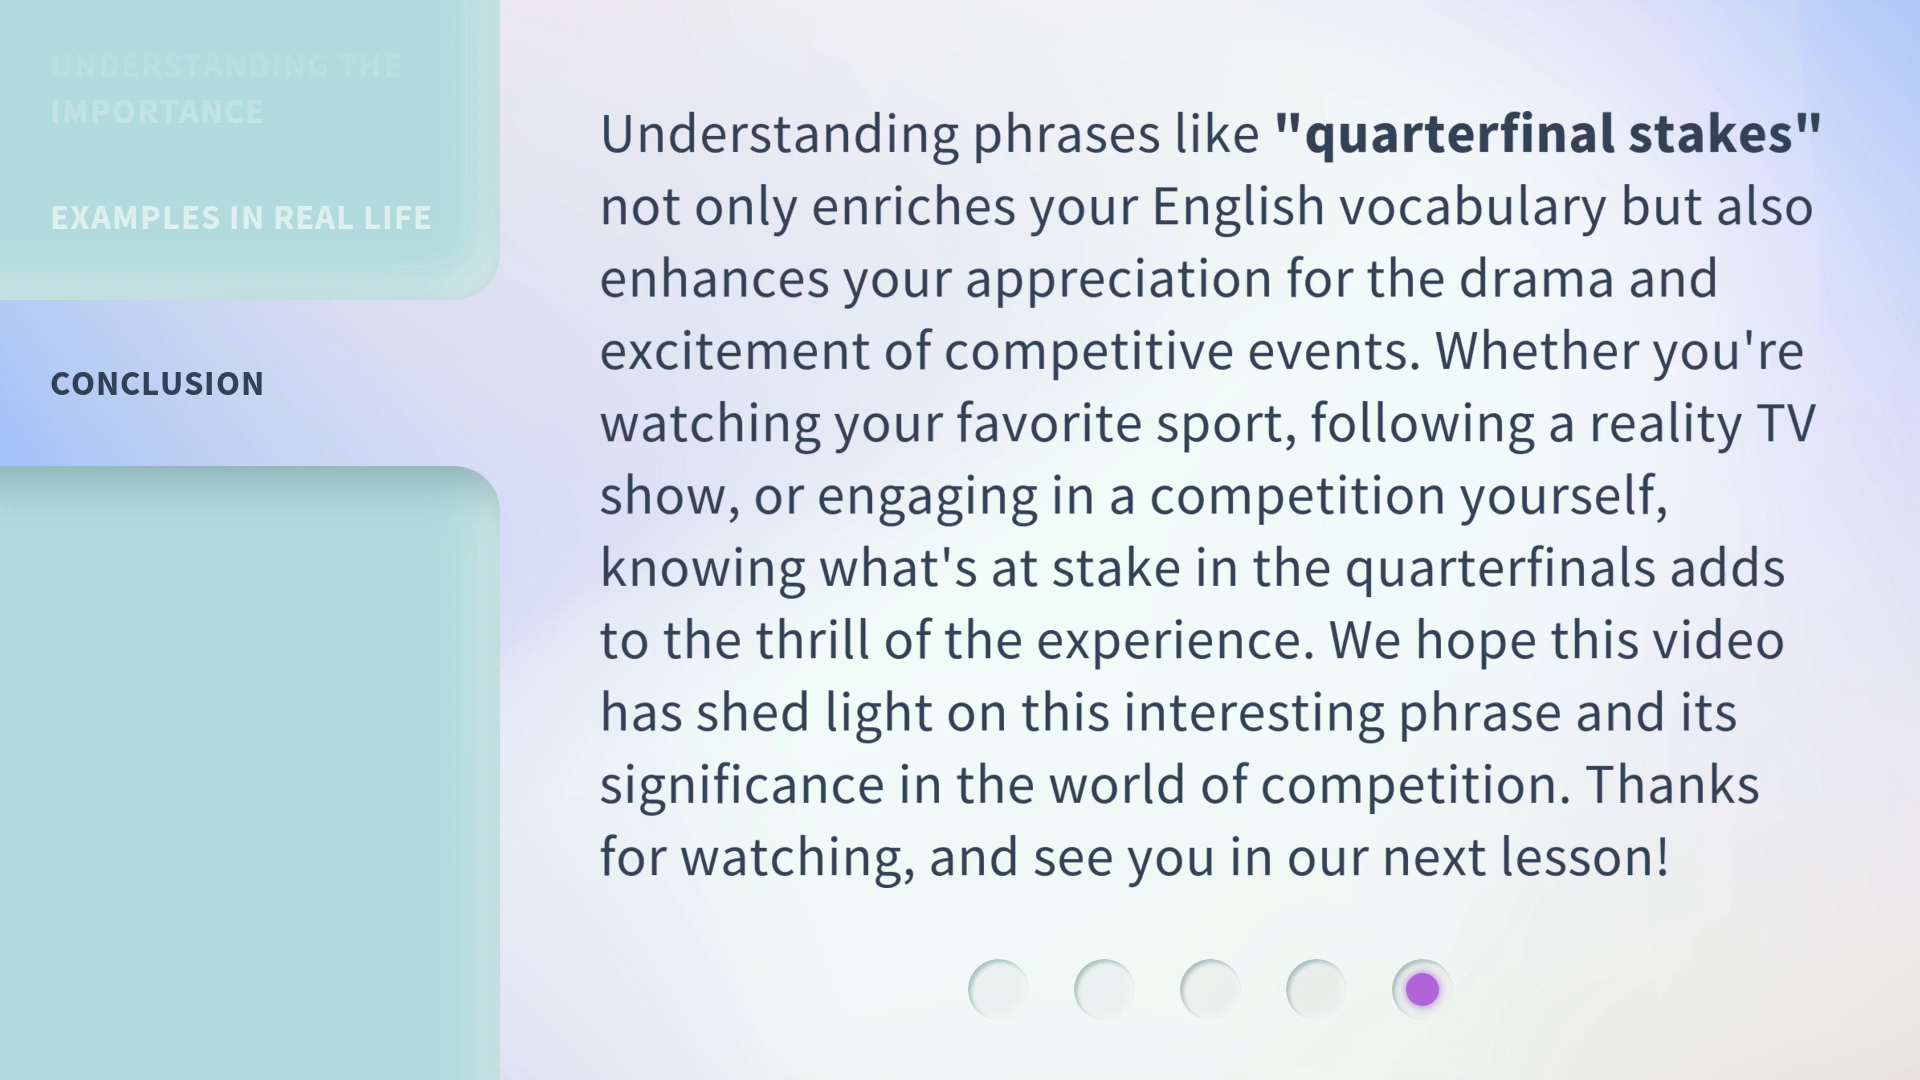 UNDERSTANDING THE
IMPORTANCE
EXAMPLES IN REAL LIFE
CONCLUSION
Understanding phrases like "quarterfinal stakes"
not only enriches your English vocabulary but also
enhances your appreciation for the drama and
excitement of competitive events. Whether you're
watching your favorite sport, following a reality TV
show, or engaging in a competition yourself,
knowing what's at stake in the quarterfinals adds
to the thrill of the experience. We hope this video
has shed light on this interesting phrase and its
significance in the world of competition. Thanks
for watching, and see you in our next lesson!